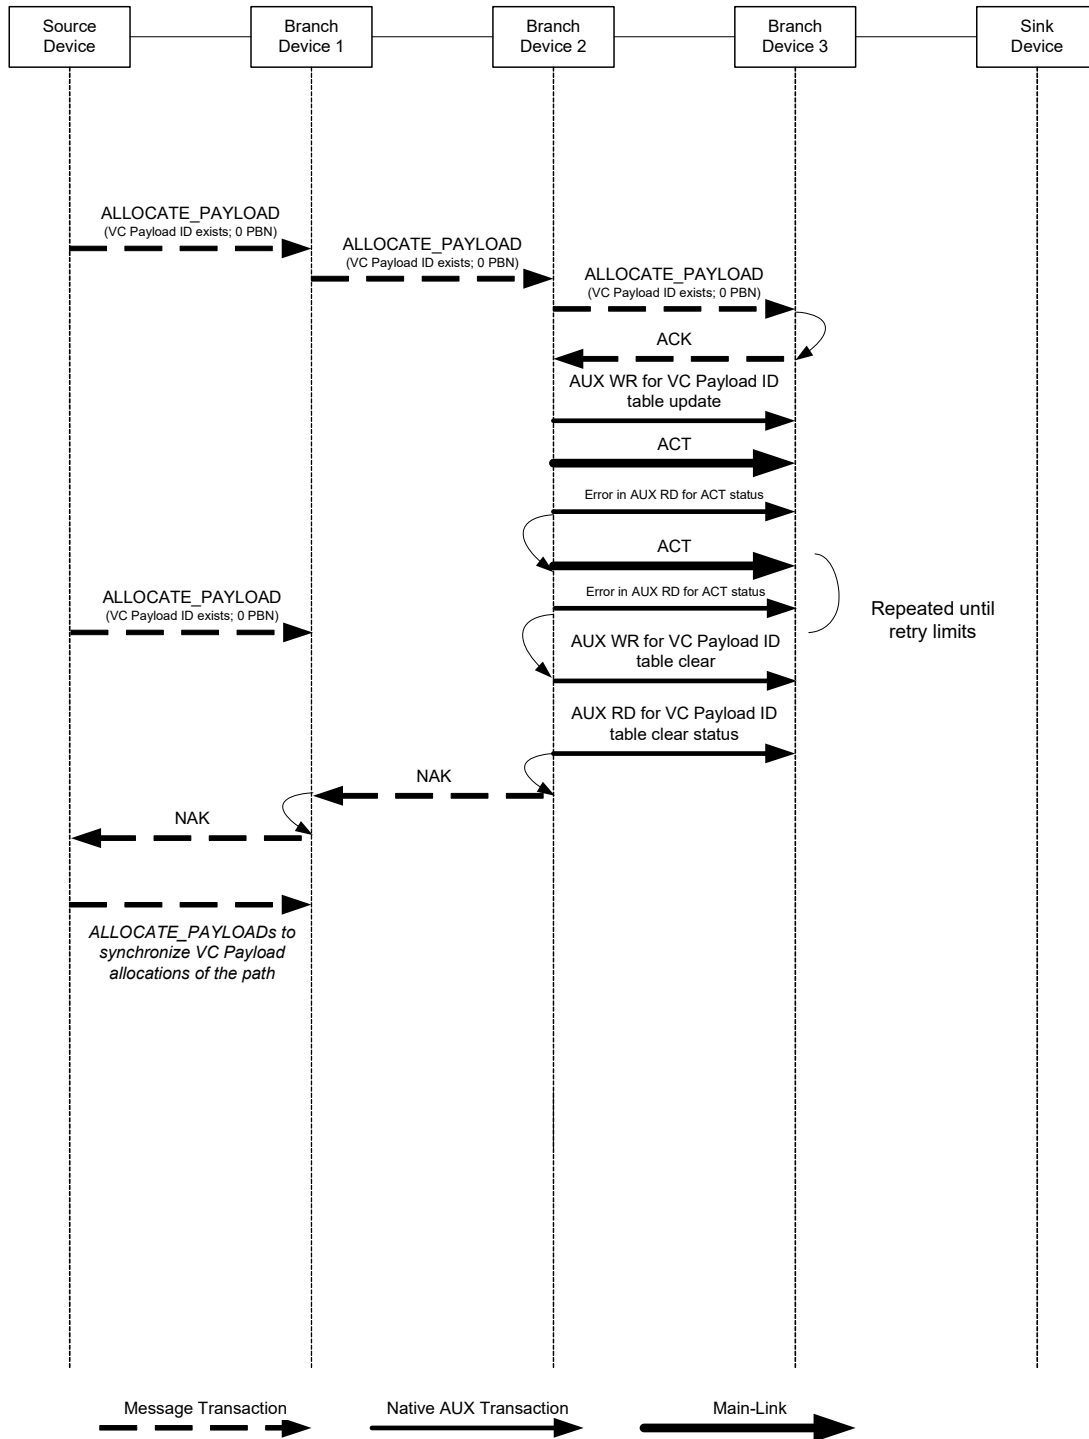 Source
Device
Branch
Device 1
Branch
Device 2
Branch
Device 3
Sink
Device
ALLOCATE_PAYLOAD
(VC Payload ID exists; 0 PBN)
ALLOCATE_PAYLOAD
(VC Payload ID exists; 0 PBN)
ALLOCATE_PAYLOAD
(VC Payload ID exists; 0 PBN)
ACK
AUX WR for VC Payload ID
table update
ACT
Error in AUX RD for ACT status
ACT
Error in AUX RD for ACT status
Repeated until
retry limits
ALLOCATE_PAYLOAD
(VC Payload ID exists; 0 PBN)
AUX WR for VC Payload ID
table clear
AUX RD for VC Payload ID
table clear status
NAK
NAK
ALLOCATE_PAYLOADs to
synchronize VC Payload
allocations of the path
Message Transaction
Native AUX Transaction
Main-Link